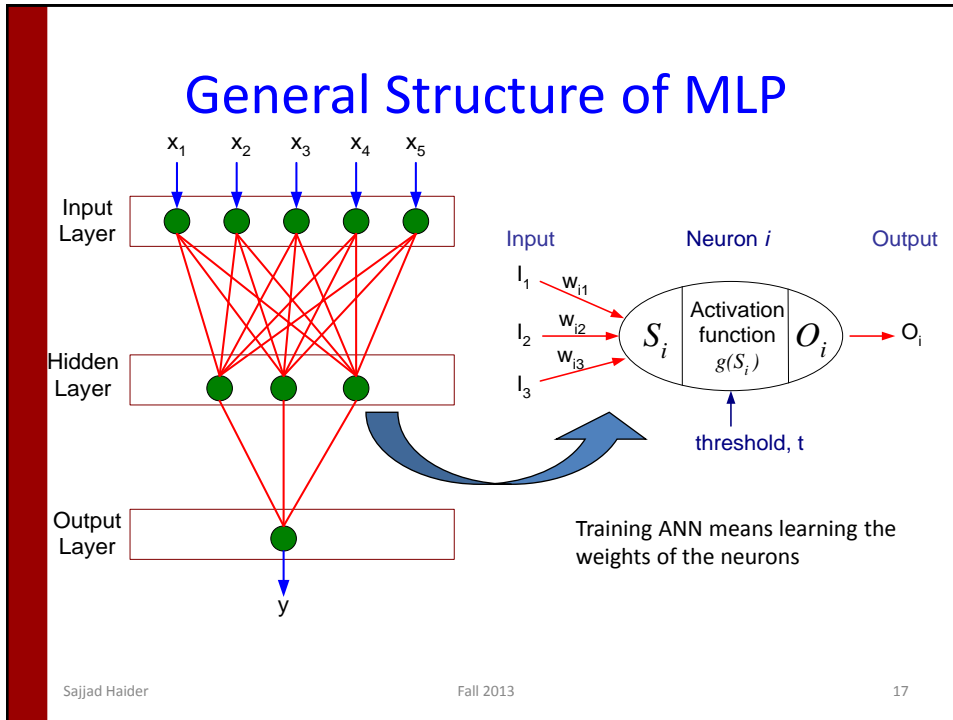 General Structure of MLP
x1 x2 x3 x4 x5
Input
Layer
Hidden
Layer
Output
Layer
y
Input Neuron i Output
I1 wi1
I2 wi2
I3 wi3
Si
Activation
function
g(Si)
Oi
Oi
threshold, t
Training ANN means learning the
weights of the neurons
Sajjad Haider Fall 2013 17